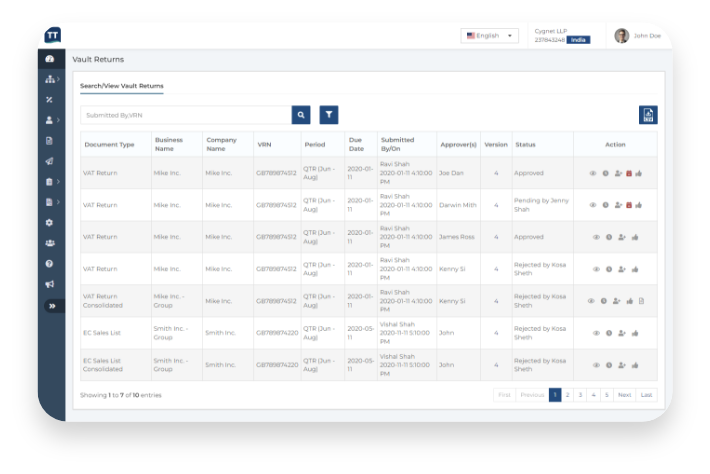 TT
English
Cygnet LLP
231843248 India
John Doe
Vault Returns
Search/View Vault Returns
Submitted By,VRN
Document Type Business Name Company Name VRN Period Due Date Submitted By/On Approver(s) Version Status Action
VAT Return Mike Inc. Mike Inc. GB789874512 QTR (Jun - Aug) 2020-01-11 Ravi Shah 2020-01-11 4:10:00 PM Joe Dan 4 Approved
VAT Return Mike Inc. Mike Inc. GB789874512 QTR (Jun - Aug) 2020-01-11 Ravi Shah 2020-01-11 4:10:00 PM Darwin Mith 4 Pending by Jenny Shah
VAT Return Mike Inc. Mike Inc. GB789874512 QTR (Jun - Aug) 2020-01-11 Ravi Shah 2020-01-11 4:10:00 PM James Ross 4 Approved
VAT Return Mike Inc. Mike Inc. GB789874512 QTR (Jun - Aug) 2020-01-11 Ravi Shah 2020-01-11 4:10:00 PM Kenny Si 4 Rejected by Kosa Sheth
VAT Return Consolidated Mike Inc. - Group Mike Inc. GB789874512 QTR (Jun - Aug) 2020-01-11 Ravi Shah 2020-01-11 4:10:00 PM Kenny Si 4 Rejected by Kosa Sheth
EC Sales List Smith Inc. - Group Smith Inc. GB789874220 QTR (Jun - Aug) 2020-05-11 Vishal Shah 2020-11-11 5:10:00 PM John 4 Rejected by Kosa Sheth
EC Sales List Consolidated Smith Inc. - Group Smith Inc. GB789874220 QTR (Jun - Aug) 2020-05-11 Vishal Shah 2020-11-11 5:10:00 PM John 4 Rejected by Kosa Sheth
Showing 1 to 7 of 10 entries
First Previous 1 2 3 4 5 Next Last